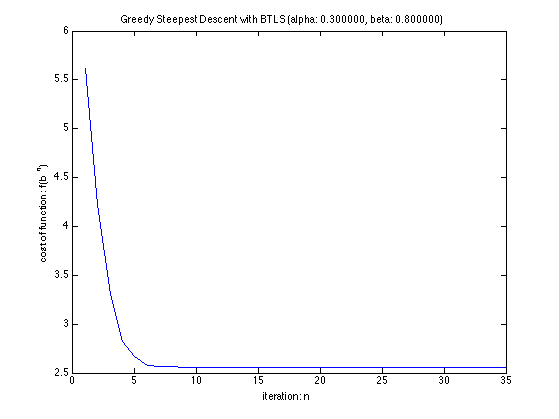 Greedy Steepest Descent with BTLS (alpha: 0.300000, beta: 0.800000)
6
5.5
5
4.5
4
3.5
3
2.5
cost of function: f(b^n)
0 5 10 15 20 25 30 35
iteration: n